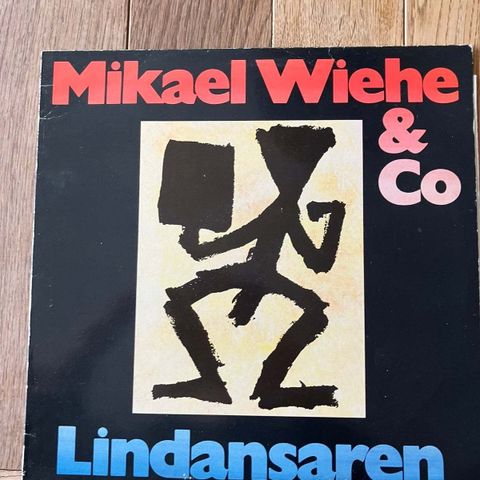 Mikael Wiehe
&
Co
Lindansaren